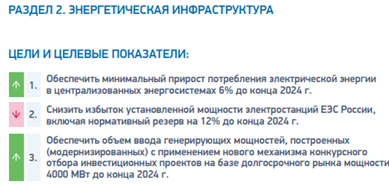 РАЗДЕЛ 2. ЭНЕРГЕТИЧЕСКАЯ ИНФРАСТРУКТУРА
ЦЕЛИ И ЦЕЛЕВЫЕ ПОКАЗАТЕЛИ:
1. Обеспечить минимальный прирост потребления электрической энергии
в централизованных энергосистемах 6% до конца 2024 г.
2. Снизить избыток установленной мощности электростанций ЕЭС России,
включая нормативный резерв на 12% до конца 2024 г.
3. Обеспечить объем ввода генерирующих мощностей, построенных
(модернизированных) с применением нового механизма конкурсного
отбора инвестиционных проектов на базе долгосрочного рынка мощности
4000 МВт до конца 2024 г.